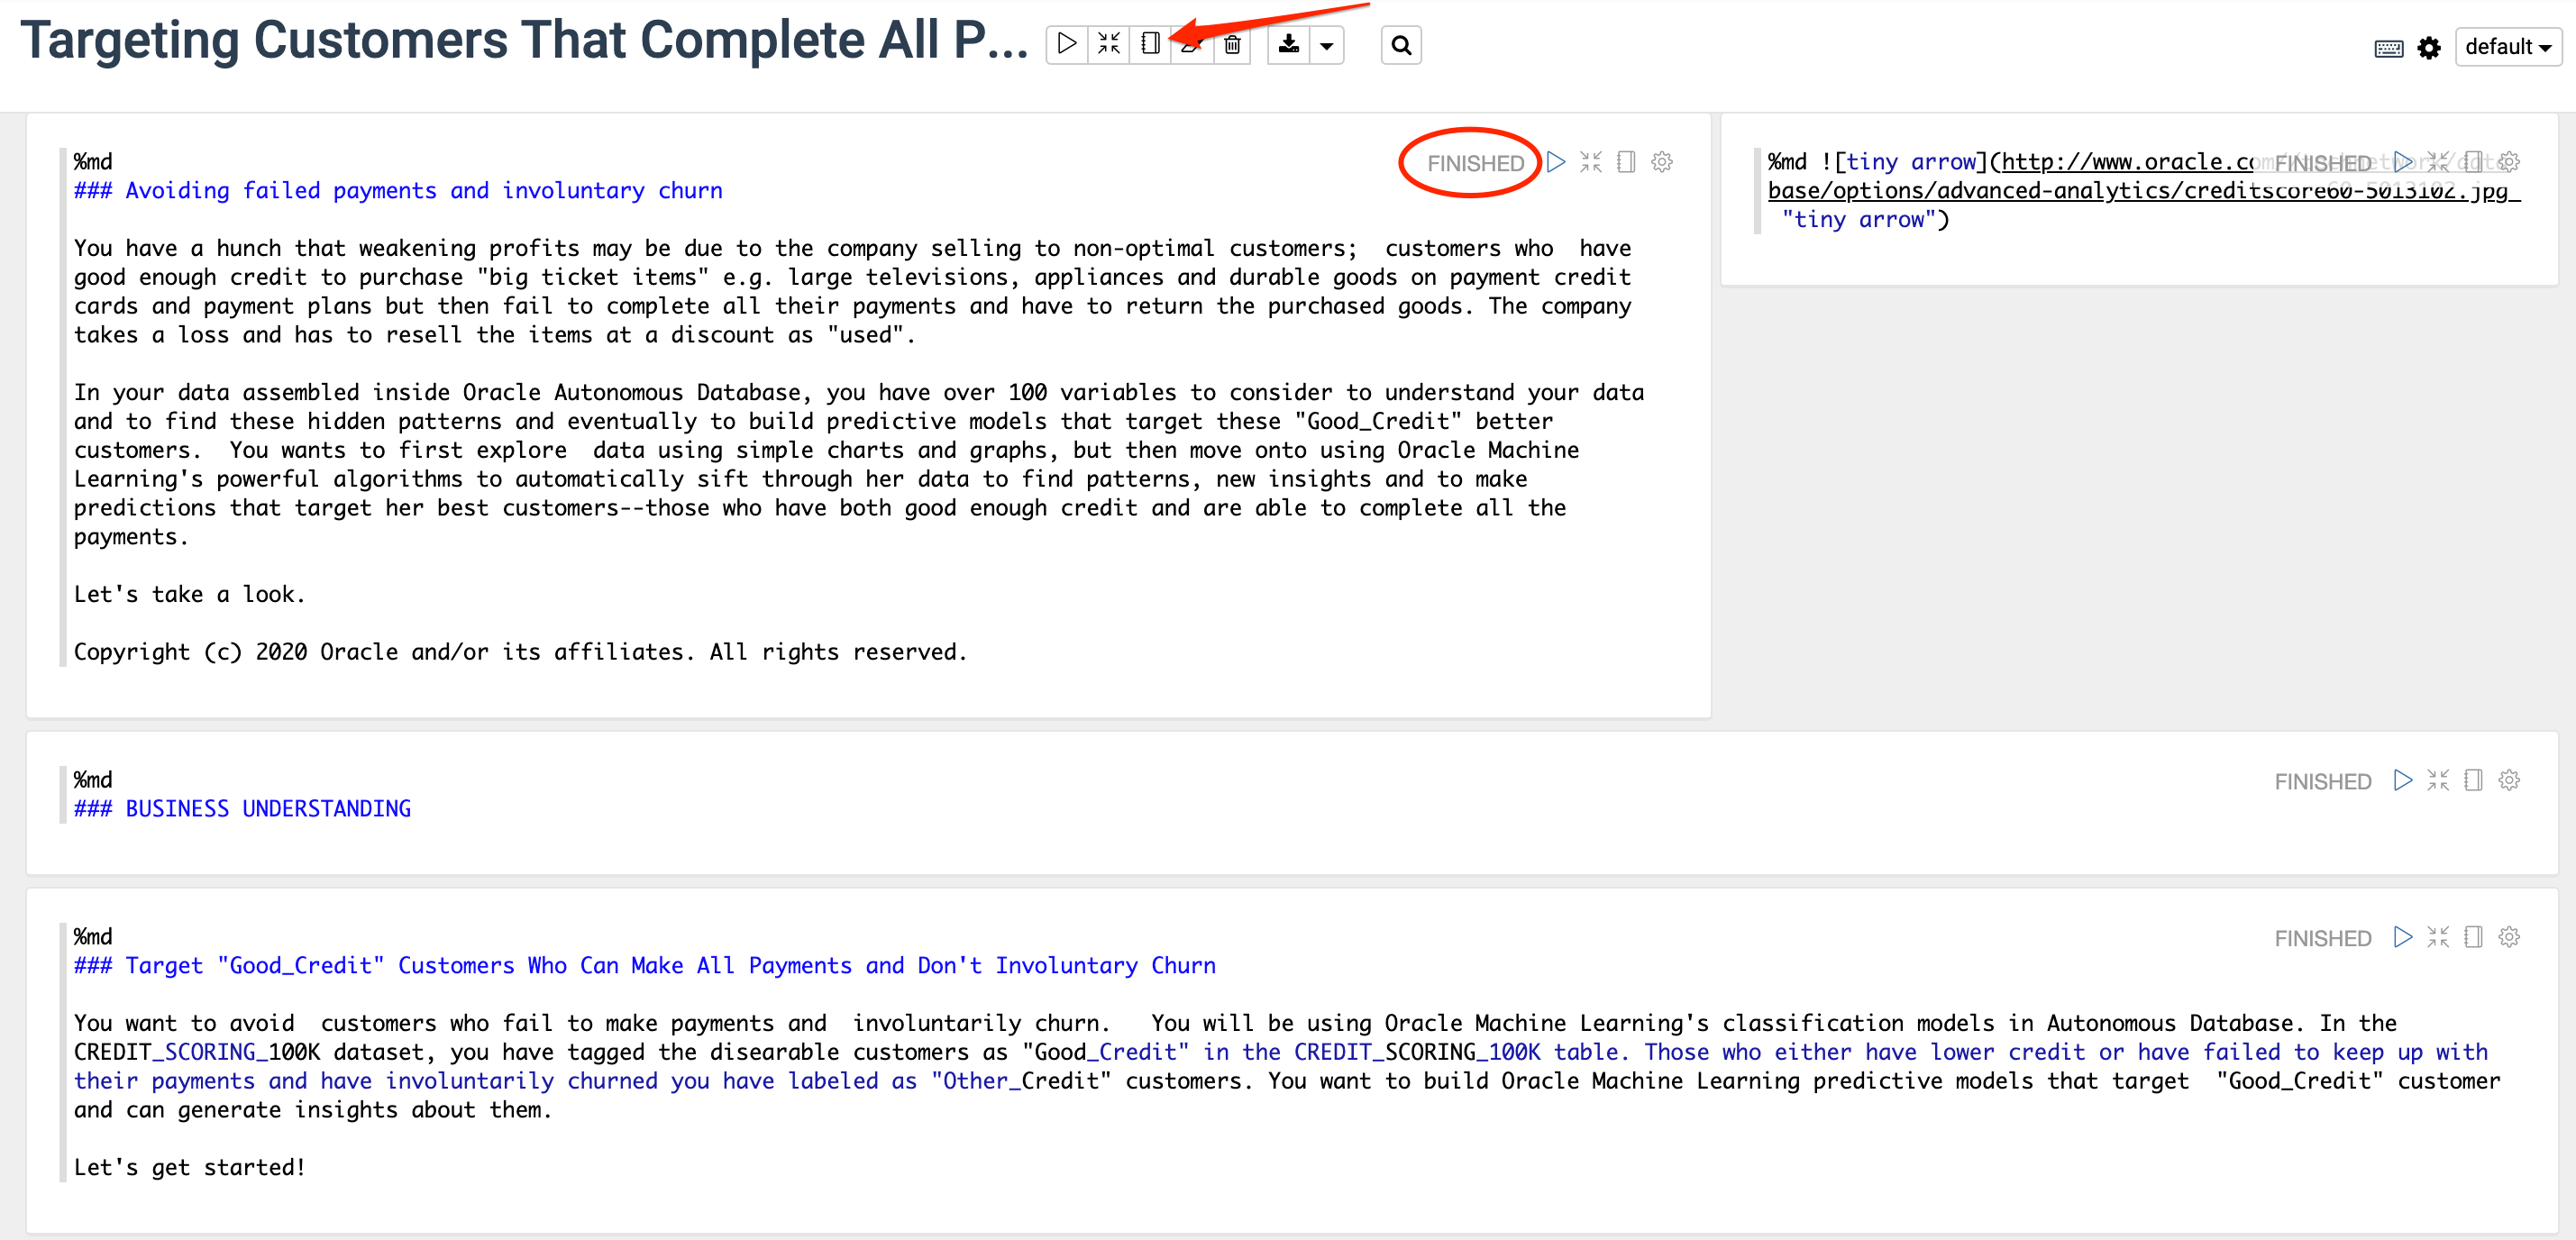 Targeting Customers That Complete All P...
default
%md
FINISHED
### Avoiding failed payments and involuntary churn
You have a hunch that weakening profits may be due to the company selling to non-optimal customers;  customers who  have
good enough credit to purchase "big ticket items" e.g. large televisions, appliances and durable goods on payment credit
cards and payment plans but then fail to complete all their payments and have to return the purchased goods. The company
takes a loss and has to resell the items at a discount as "used".
In your data assembled inside Oracle Autonomous Database, you have over 100 variables to consider to understand your data
and to find these hidden patterns and eventually to build predictive models that target these "Good_Credit" better
customers.  You wants to first explore  data using simple charts and graphs, but then move onto using Oracle Machine
Learning's powerful algorithms to automatically sift through her data to find patterns, new insights and to make
predictions that target her best customers--those who have both good enough credit and are able to complete all the
payments.
Let's take a look.
Copyright (c) 2020 Oracle and/or its affiliates. All rights reserved.
%md ![tiny arrow](http://www.oracle.com
FINISHED
base/options/advanced-analytics/creditscore60-5013102.jpg
"tiny arrow")
%md
FINISHED
### BUSINESS UNDERSTANDING
%md
FINISHED
### Target "Good_Credit" Customers Who Can Make All Payments and Don't Involuntary Churn
You want to avoid  customers who fail to make payments and  involuntarily churn.   You will be using Oracle Machine Learning's classification models in Autonomous Database. In the
CREDIT_SCORING_100K dataset, you have tagged the disearable customers as "Good_Credit" in the CREDIT_SCORING_100K table. Those who either have lower credit or have failed to keep up with
their payments and have involuntarily churned you have labeled as "Other_Credit" customers. You want to build Oracle Machine Learning predictive models that target  "Good_Credit" customer
and can generate insights about them.
Let's get started!